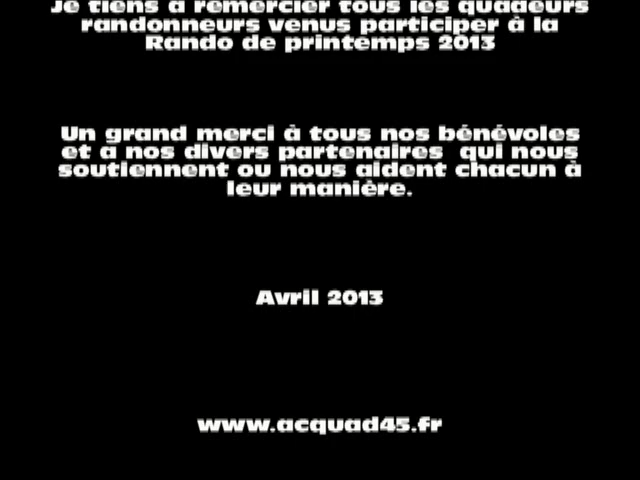 Je tiens à remercier tous les quadeurs
randonneurs venus participer à la
Rando de printemps 2013
Un grand merci à tous nos bénévoles
et a nos divers partenaires qui nous
soutiennent ou nous aident chacun à
leur manière.
Avril 2013
www.acquad45.fr